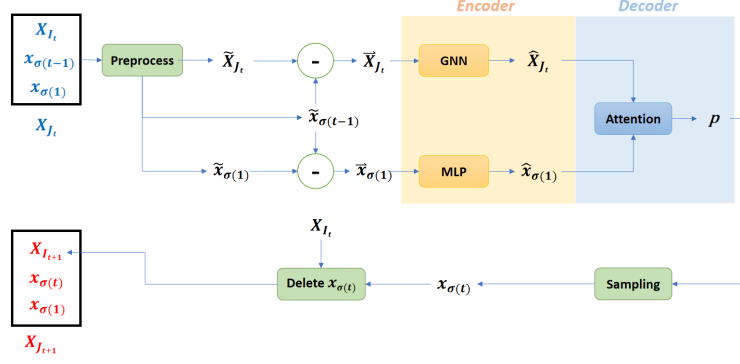 Encoder Decoder
X_{I_t}
x_{σ(t−1)}
x_{σ(1)}
X_{J_t}
Preprocess X̃_{J_t} - X⃗_{J_t} GNN X̂_{J_t}
x̃_{σ(t−1)} Attention p
x̃_{σ(1)} - x⃗_{σ(1)} MLP x̂_{σ(1)}
X_{I_t}
X_{I_{t+1}}
x_{σ(t)}
x_{σ(1)}
X_{J_{t+1}}
Delete x_{σ(t)} x_{σ(t)} Sampling